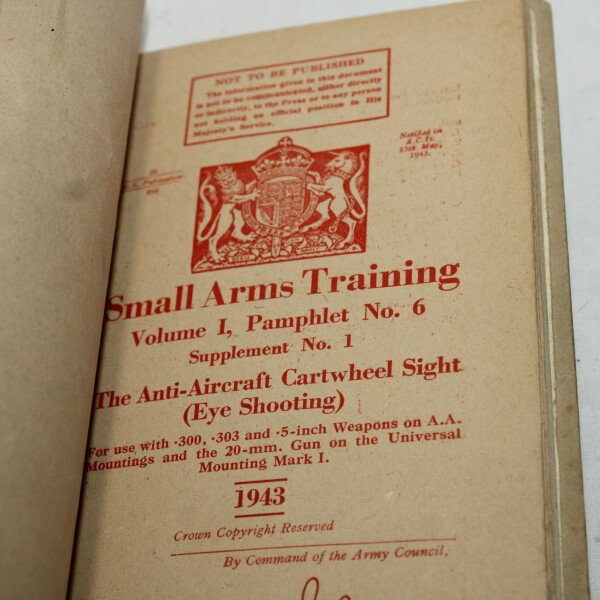 NOT TO BE PUBLISHED
The information given in this document
is not to be communicated, either directly
or indirectly, to the Press or to any person
not holding an official position in His
Majesty's Service.
Notified in
A.C.Is.
15th May,
1943.
26
Publications
Small Arms Training
Volume I, Pamphlet No. 6
Supplement No. 1
The Anti-Aircraft Cartwheel Sight
(Eye Shooting)
For use with ·300, ·303 and ·5-inch Weapons on A.A.
Mountings and the 20-mm. Gun on the Universal
Mounting Mark I.
1943
Crown Copyright Reserved
By Command of the Army Council,